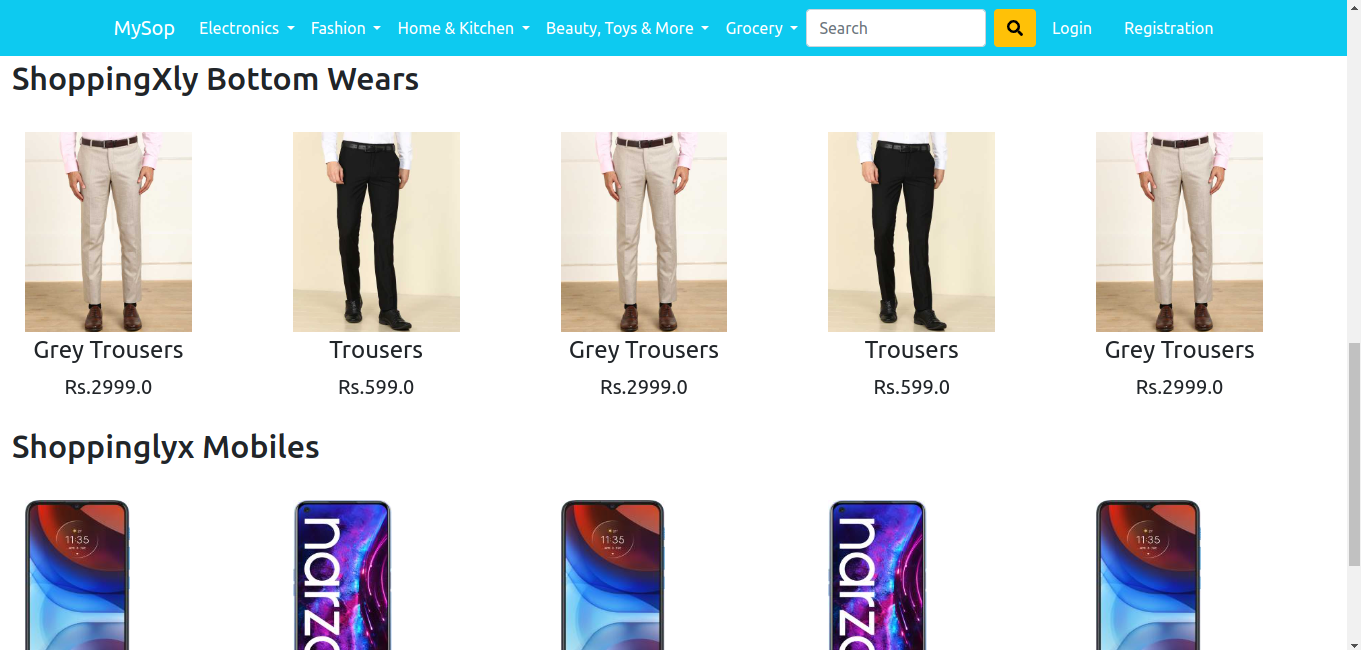 MySop Electronics Fashion Home & Kitchen Beauty, Toys & More Grocery Search Login Registration
ShoppingXly Bottom Wears
Grey Trousers Trousers Grey Trousers Trousers Grey Trousers
Rs.2999.0 Rs.599.0 Rs.2999.0 Rs.599.0 Rs.2999.0
Shoppinglyx Mobiles
11:35 narzo 11:35 narzo 11:35